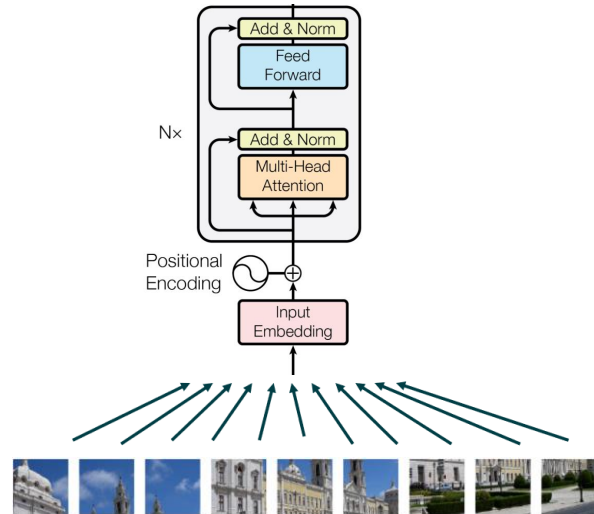 Add & Norm
Feed
Forward
N×
Add & Norm
Multi-Head
Attention
Positional
Encoding
Input
Embedding